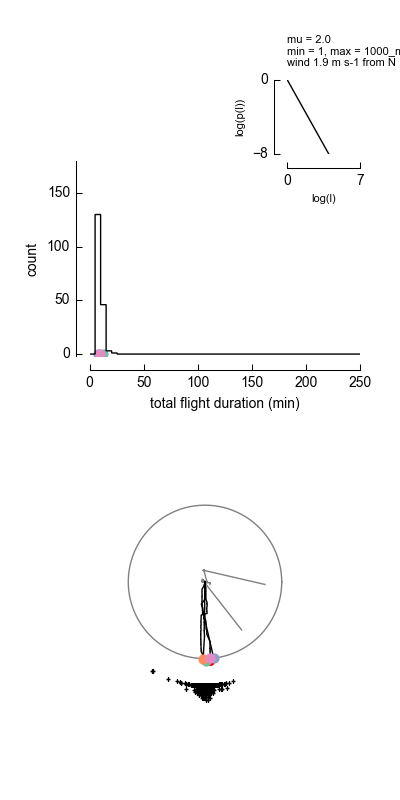 mu = 2.0
min = 1, max = 1000_m
wind 1.9 m s-1 from N
0
−8
log(p(l))
0 7
log(l)
150
100
50
0
count
0 50 100 150 200 250
total flight duration (min)